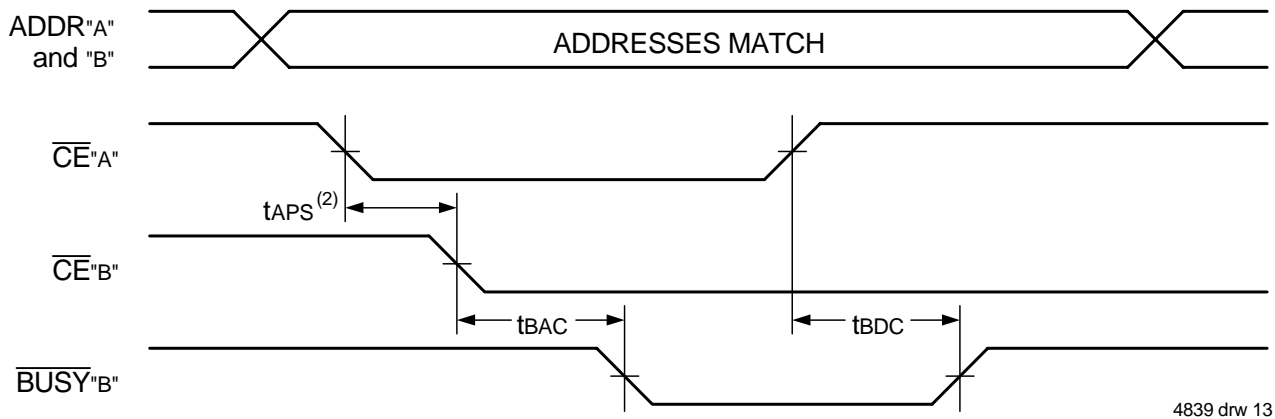 ADDR"A"
and "B"
ADDRESSES MATCH
CE"A"
tAPS(2)
CE"B"
tBAC
tBDC
BUSY"B"
4839 drw 13